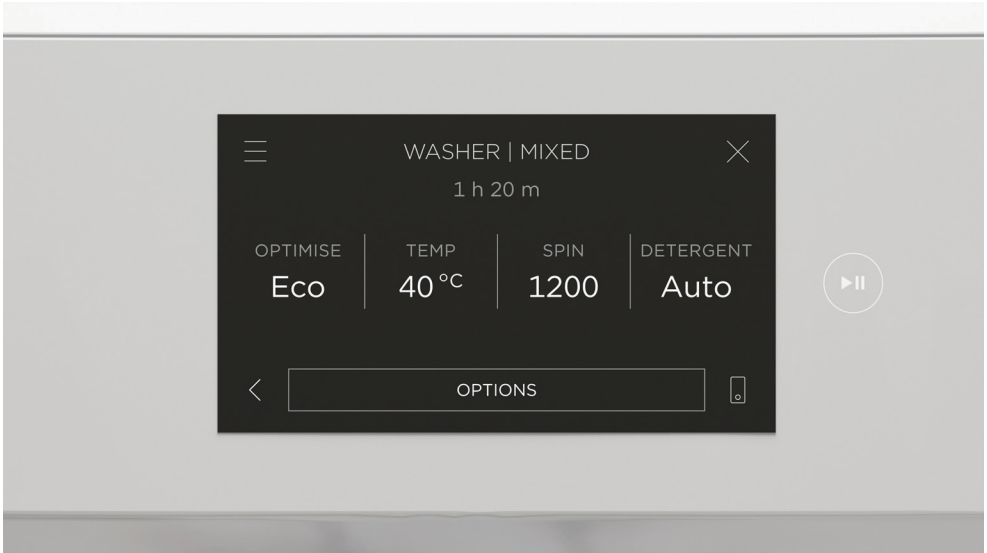 WASHER | MIXED
1 h 20 m
OPTIMISE TEMP SPIN DETERGENT
Eco 40 °C 1200 Auto
OPTIONS